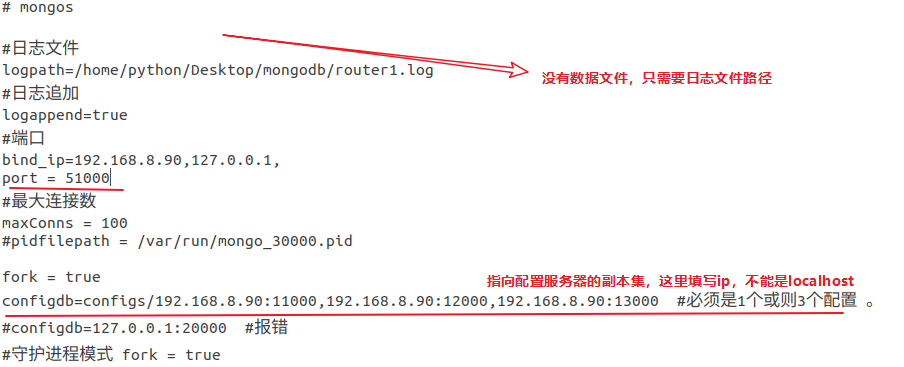 # mongos
#日志文件
logpath=/home/python/Desktop/mongodb/router1.log
没有数据文件，只需要日志文件路径
#日志追加
logappend=true
#端口
bind_ip=192.168.8.90,127.0.0.1,
port = 51000
#最大连接数
maxConns = 100
#pidfilepath = /var/run/mongo_30000.pid
fork = true
指向配置服务器的副本集，这里填写ip，不能是localhost
configdb=configs/192.168.8.90:11000,192.168.8.90:12000,192.168.8.90:13000  #必须是1个或则3个配置 。
#configdb=127.0.0.1:20000  #报错
#守护进程模式 fork = true